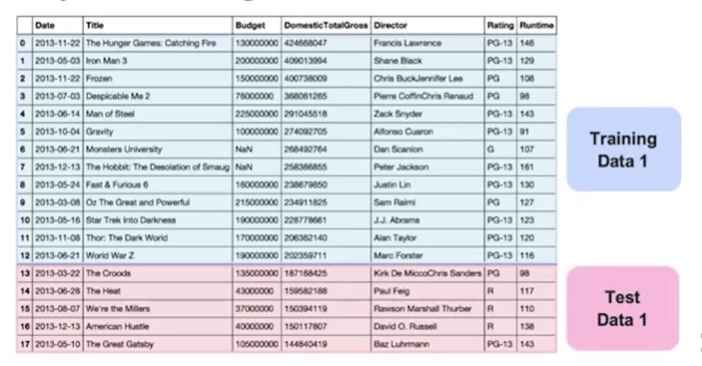 Date Title Budget DomesticTotalGross Director Rating Runtime
0 2013-11-22 The Hunger Games: Catching Fire 130000000 424668047 Francis Lawrence PG-13 146
1 2013-05-03 Iron Man 3 200000000 409013994 Shane Black PG-13 129
2 2013-11-22 Frozen 150000000 400738009 Chris BuckJennifer Lee PG 108
3 2013-07-03 Despicable Me 2 76000000 368061265 Pierre CoffinChris Renaud PG 98
4 2013-06-14 Man of Steel 225000000 291045518 Zack Snyder PG-13 143
5 2013-10-04 Gravity 100000000 274092705 Alfonso Cuaron PG-13 91
6 2013-06-21 Monsters University NaN 268492764 Dan Scanlon G 107
7 2013-12-13 The Hobbit: The Desolation of Smaug NaN 258366855 Peter Jackson PG-13 161
8 2013-05-24 Fast & Furious 6 160000000 238679850 Justin Lin PG-13 130
9 2013-03-08 Oz The Great and Powerful 215000000 234911825 Sam Raimi PG 127
10 2013-05-16 Star Trek Into Darkness 190000000 228778661 J.J. Abrams PG-13 123
11 2013-11-08 Thor: The Dark World 170000000 206362140 Alan Taylor PG-13 120
12 2013-06-21 World War Z 190000000 202359711 Marc Forster PG-13 116
13 2013-03-22 The Croods 135000000 187168425 Kirk De MiccoChris Sanders PG 98
14 2013-06-28 The Heat 43000000 159582188 Paul Feig R 117
15 2013-08-07 We're the Millers 37000000 150394119 Rawson Marshall Thurber R 110
16 2013-12-13 American Hustle 40000000 150117807 David O. Russell R 138
17 2013-05-10 The Great Gatsby 105000000 144840419 Baz Luhrmann PG-13 143
Training
Data 1
Test
Data 1